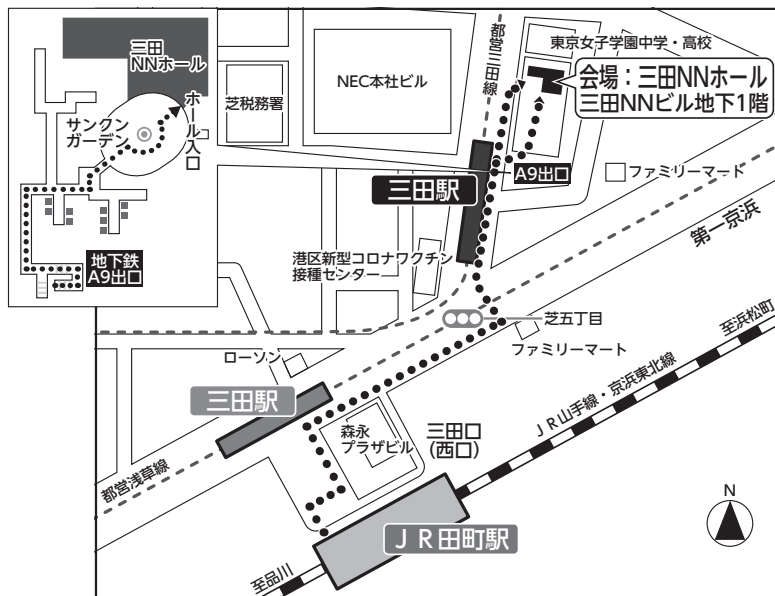 三田
NNホール
サンクン
ガーデン
ホール入口
地下鉄
A9出口
芝税務署
NEC本社ビル
都営三田線
東京女子学園中学・高校
会場：三田NNホール
三田NNビル地下1階
A9出口
ファミリーマード
三田駅
第一京浜
港区新型コロナワクチン
接種センター
芝五丁目
ファミリーマート
至浜松町
ローソン
三田駅
JR山手線・京浜東北線
森永
プラザビル
三田口
(西口)
都営浅草線
JR田町駅
至品川
N